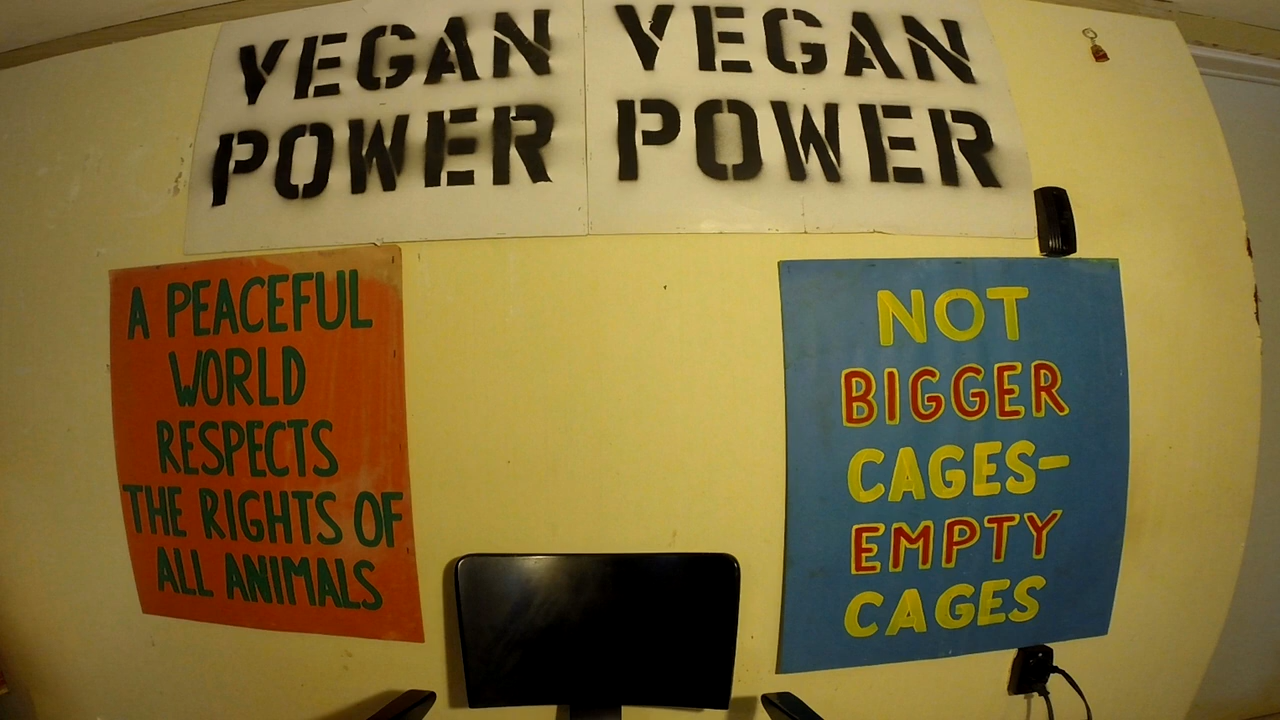 VEGAN
POWER
VEGAN
POWER
A PEACEFUL
WORLD
RESPECTS
THE RIGHTS OF
ALL ANIMALS
NOT
BIGGER
CAGES-
EMPTY
CAGES